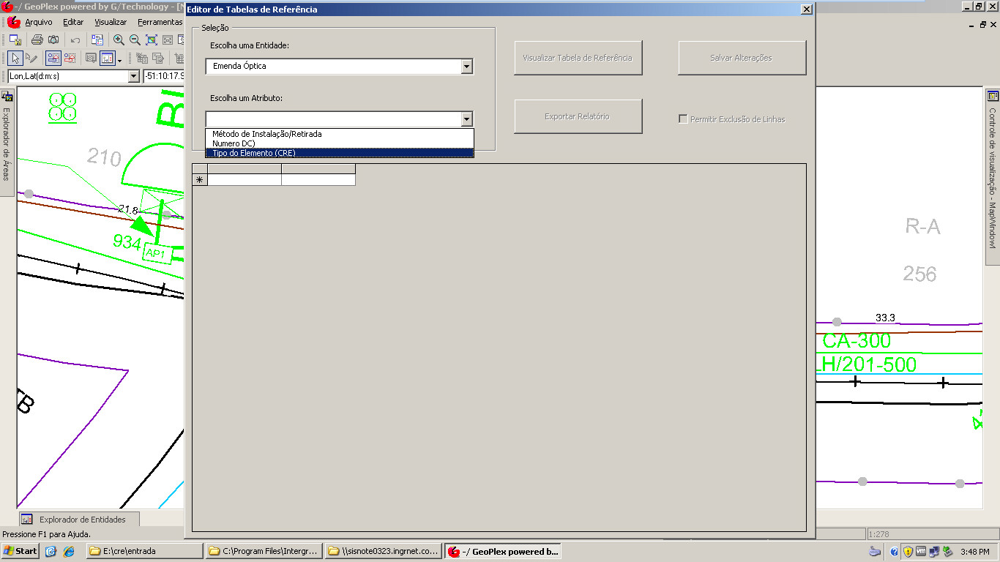 -/ GeoPlex powered by G/Technology - [M
Editor de Tabelas de Referência
Arquivo Editar Visualizar Ferramentas
Seleção
Escolha uma Entidade:
Emenda Óptica
Visualizar Tabela de Referência
Salvar Alterações
Lon,Lat(d:m:s)
-51:10:17.9
Escolha um Atributo:
Exportar Relatório
Permitir Exclusão de Linhas
Método de Instalação/Retirada
Numero DC)
Tipo do Elemento (CRE)
Explorador de Áreas
Controle de visualização - MapWindow1
210
21.8
934
AP1
R-A
256
33.3
CA-300
LH/201-500
Explorador de Entidades
Pressione F1 para Ajuda.
1:278
Start
E:\cre\entrada
C:\Program Files\Intergr...
\\sisnote0323.ingrnet.co...
-/ GeoPlex powered b...
3:48 PM